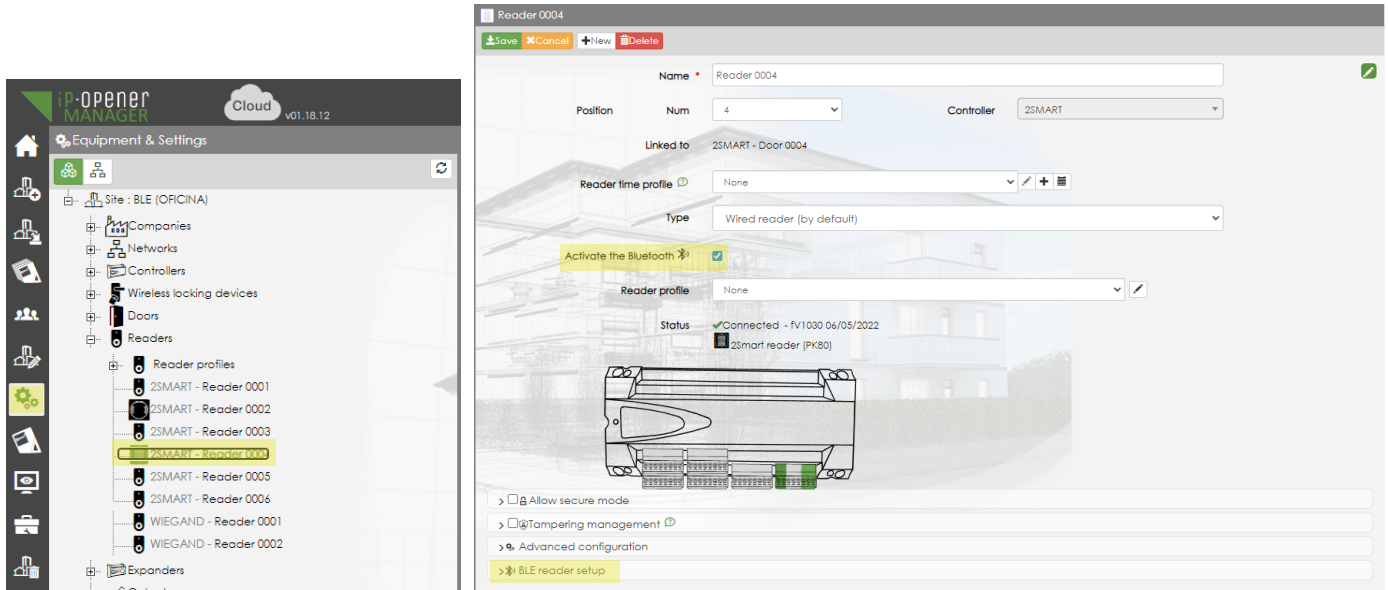 iP·OPENER
MANAGER
Cloud
v01.18.12
Equipment & Settings
Site : BLE (OFICINA)
Companies
Networks
Controllers
Wireless locking devices
Doors
Readers
Reader profiles
2SMART - Reader 0001
2SMART - Reader 0002
2SMART - Reader 0003
2SMART - Reader 0004
2SMART - Reader 0005
2SMART - Reader 0006
WIEGAND - Reader 0001
WIEGAND - Reader 0002
Expanders
Reader 0004
Save Cancel New Delete
Name * Reader 0004
Position Num 4 Controller 2SMART
Linked to 2SMART - Door 0004
Reader time profile None
Type Wired reader (by default)
Activate the Bluetooth
Reader profile None
Status Connected - fV1030 06/05/2022
2Smart reader (PK80)
Allow secure mode
Tampering management
Advanced configuration
BLE reader setup